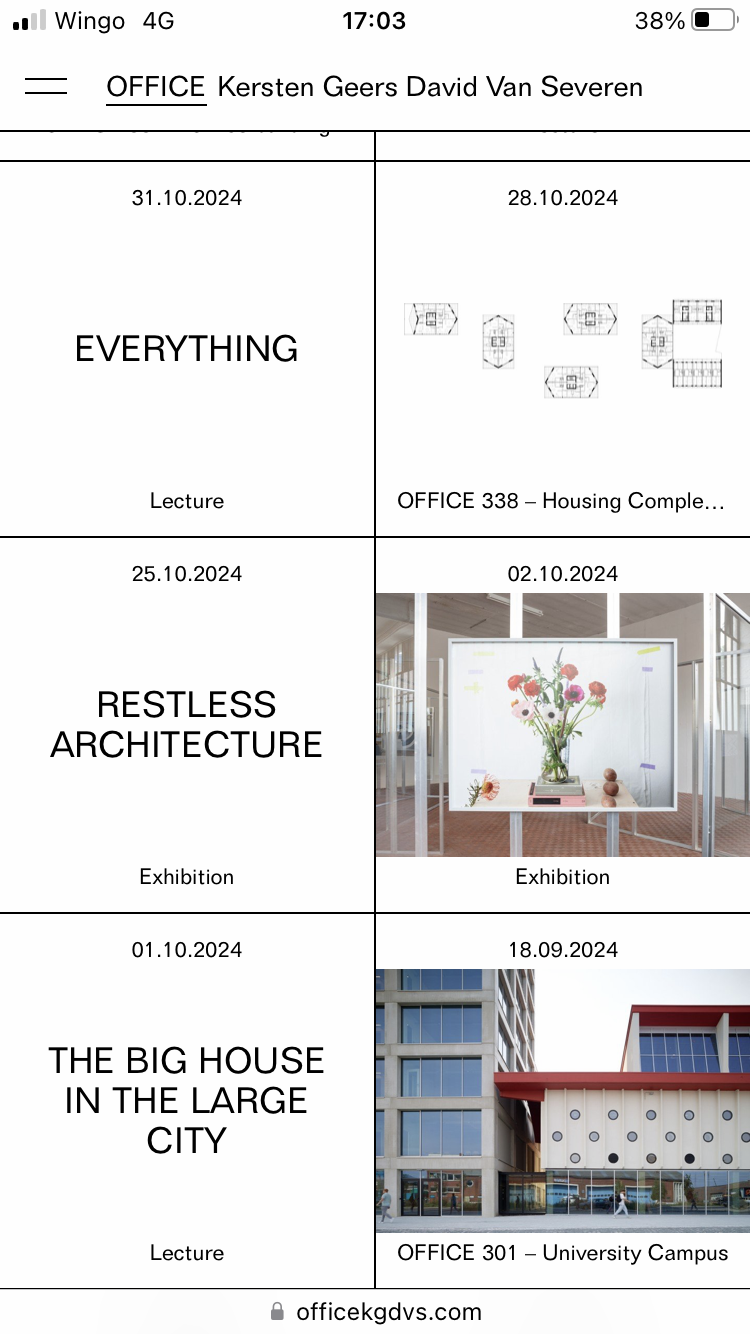 Wingo 4G 17:03 38%
OFFICE Kersten Geers David Van Severen
31.10.2024
EVERYTHING
Lecture
28.10.2024
OFFICE 338 – Housing Comple…
25.10.2024
RESTLESS
ARCHITECTURE
Exhibition
02.10.2024
Exhibition
01.10.2024
THE BIG HOUSE
IN THE LARGE
CITY
Lecture
18.09.2024
OFFICE 301 – University Campus
officekgdvs.com